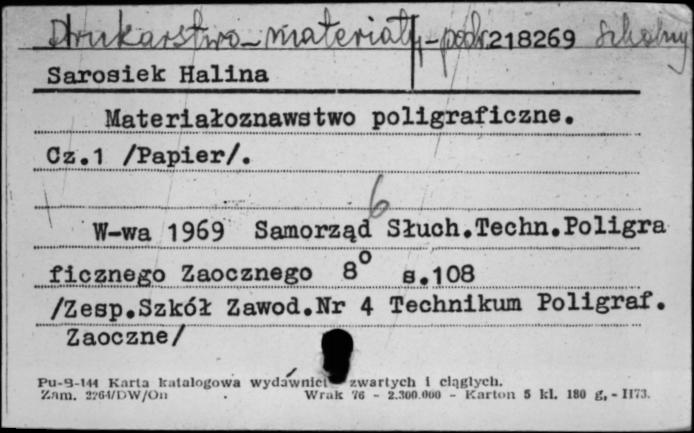 Drukarstwo - materiały - podr. 218269 szkolny
Sarosiek Halina
Materiałoznawstwo poligraficzne.
Cz.1 /Papier/.
6
W-wa 1969 Samorząd Słuch.Techn.Poligra
ficznego Zaocznego 8° s.108
/Zesp.Szkół Zawod.Nr 4 Technikum Poligraf.
Zaoczne/
Pu-B-144 Karta katalogowa wydawnictw zwartych i ciągłych.
Zam. 2264/DW/On Wrak 76 - 2.300.000 - Karton 5 kl. 180 g, - II73.